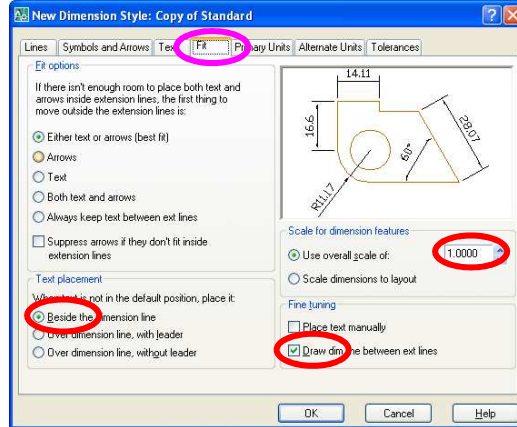 New Dimension Style: Copy of Standard
Lines
Symbols and Arrows
Text
Fit
Primary Units
Alternate Units
Tolerances
Fit options
If there isn't enough room to place both text and
arrows inside extension lines, the first thing to
move outside the extension lines is:
Either text or arrows (best fit)
Arrows
Text
Both text and arrows
Always keep text between ext lines
Suppress arrows if they don't fit inside
extension lines
Text placement
When text is not in the default position, place it:
Beside the dimension line
Over dimension line, with leader
Over dimension line, without leader
14.11
16.6
28.07
60°
R11.17
Scale for dimension features
Use overall scale of:
1.0000
Scale dimensions to layout
Fine tuning
Place text manually
Draw dim line between ext lines
OK
Cancel
Help